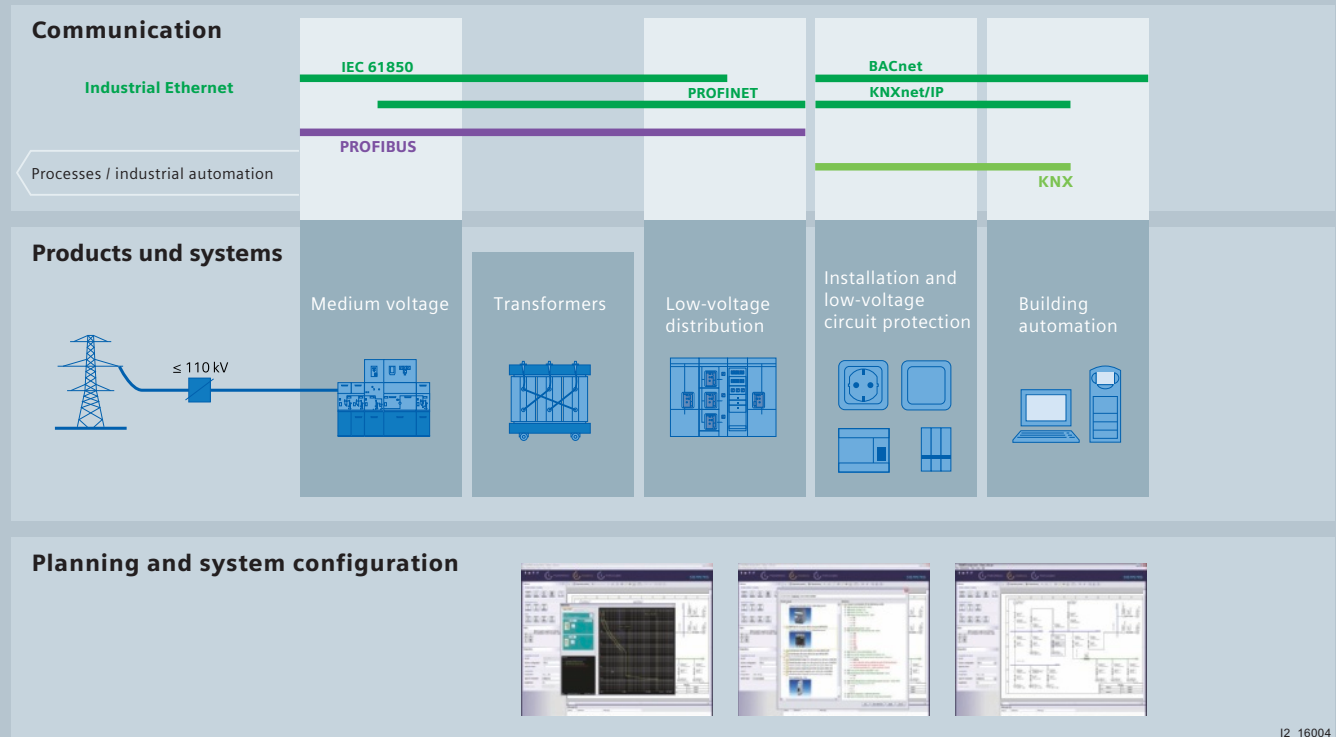 Communication
IEC 61850
BACnet
Industrial Ethernet
PROFINET
KNXnet/IP
PROFIBUS
Processes / industrial automation
KNX
Products und systems
Medium voltage
Transformers
Low-voltage
distribution
Installation and
low-voltage
circuit protection
Building
automation
≤ 110 kV
Planning and system configuration
I2_16004